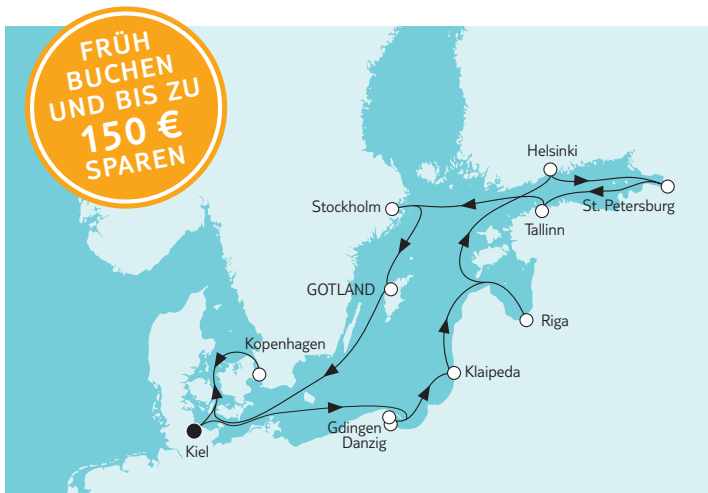 FRÜH
BUCHEN
UND BIS ZU
150 €
SPAREN
Helsinki
St. Petersburg
Stockholm
Tallinn
GOTLAND
Riga
Kopenhagen
Klaipeda
Gdingen
Danzig
Kiel